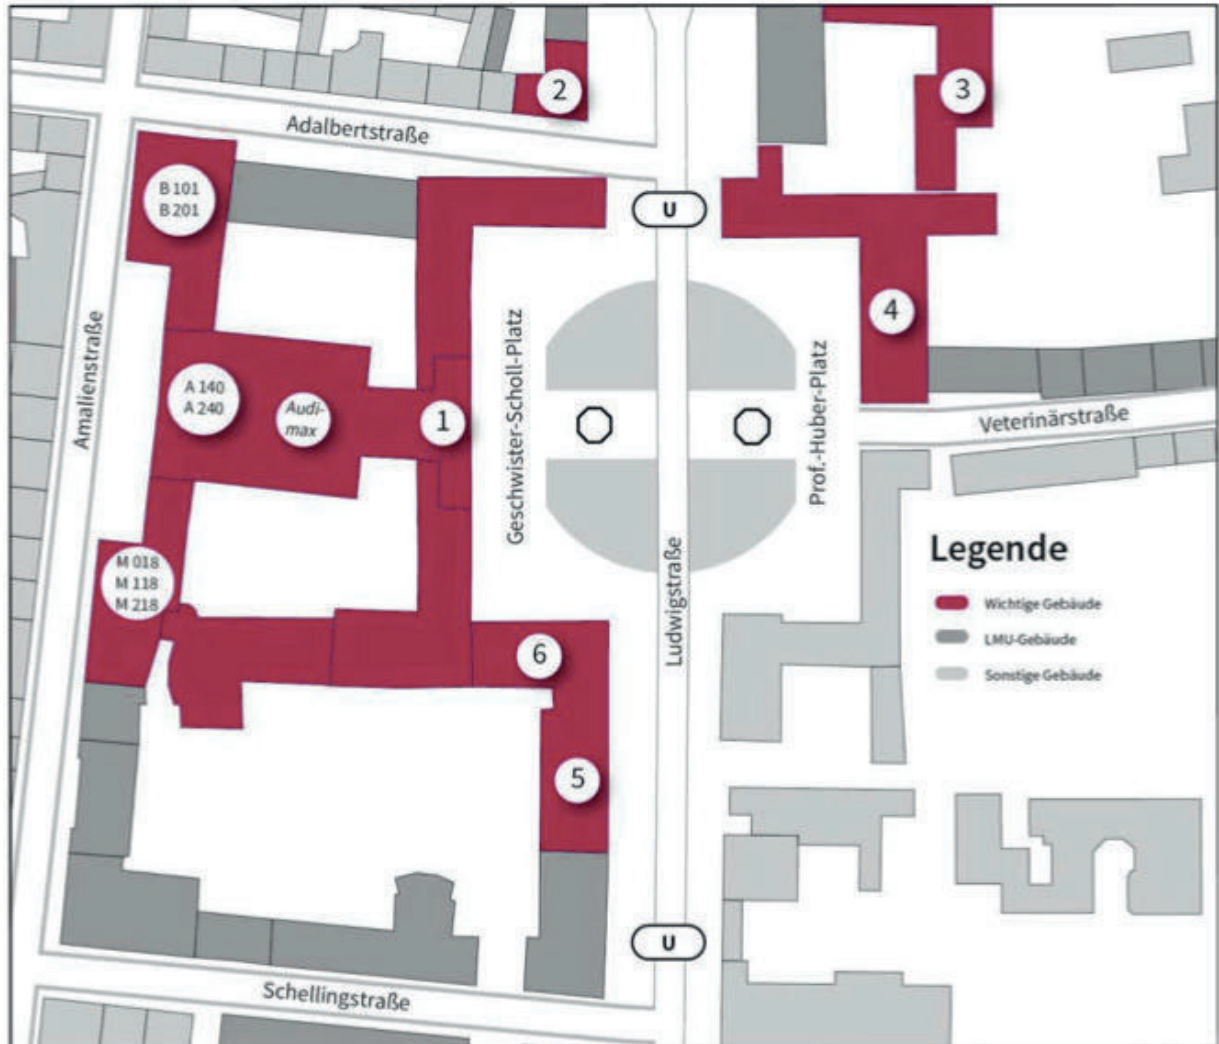 2
3
Adalbertstraße
B 101
B 201
U
4
Geschwister-Scholl-Platz
Prof.-Huber-Platz
Amalienstraße
A 140
A 240
Audi-
max
1
Veterinärstraße
Legende
Wichtige Gebäude
LMU-Gebäude
Sonstige Gebäude
Ludwigstraße
M 018
M 118
M 218
6
5
U
Schellingstraße